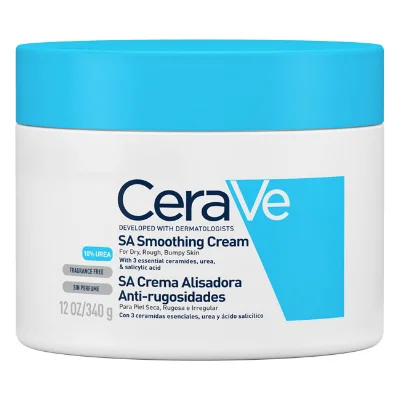 CeraVe
DEVELOPED WITH DERMATOLOGISTS
SA Smoothing Cream
For Dry, Rough, Bumpy Skin
With 3 essential ceramides, urea,
& salicylic acid
10% UREA
FRAGRANCE FREE
SIN PERFUME
12 OZ/340 g
SA Crema Alisadora
Anti-rugosidades
Para Piel Seca, Rugosa e Irregular
Con 3 ceramidas esenciales, urea y ácido salicílico